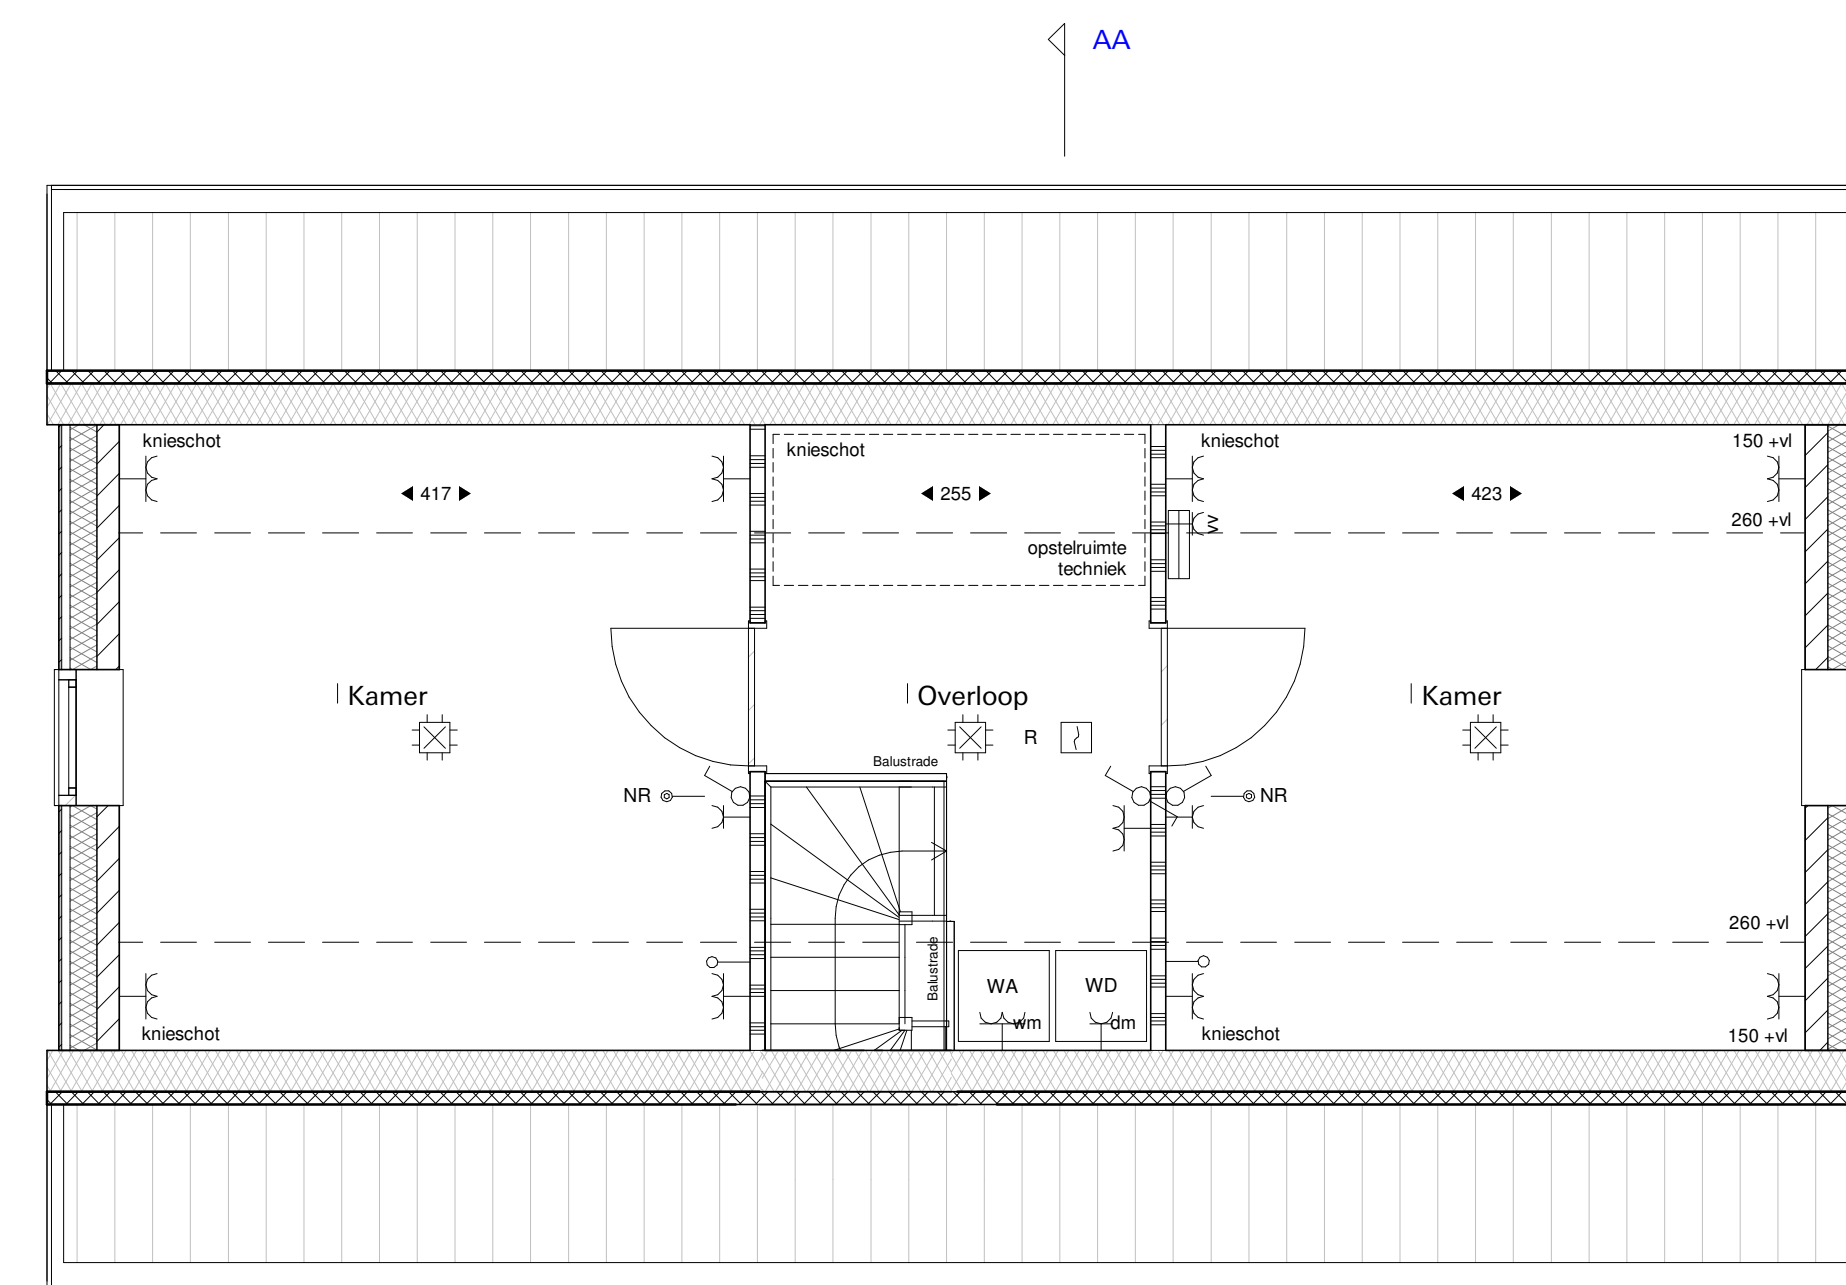 AA
knieschot
knieschot
knieschot
150 +vl
417
255
423
260 +vl
vv
opstelruimte
techniek
Kamer
Overloop
Kamer
R
Balustrade
NR
NR
260 +vl
Balustrade
WA
WD
wm
dm
knieschot
knieschot
150 +vl